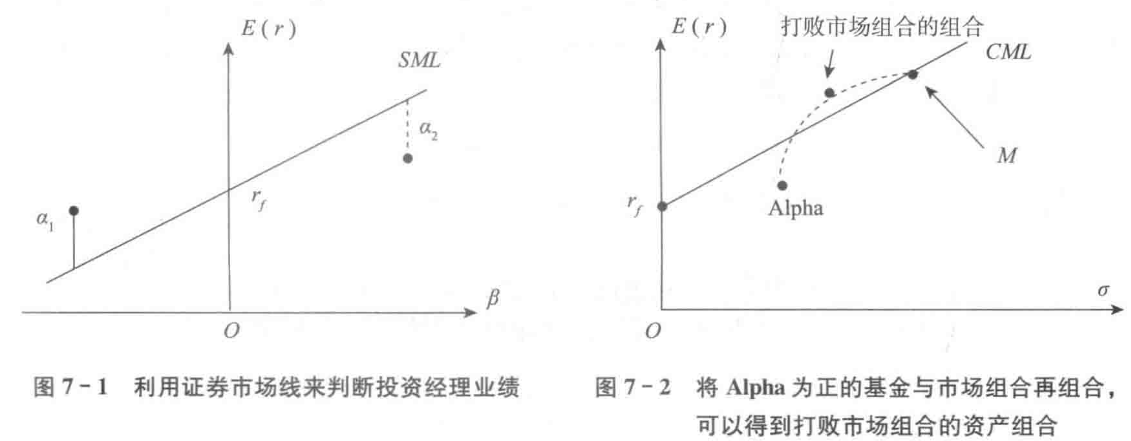 E(r)
SML
α₁
α₂
r_f
β
O
图 7-1 利用证券市场线来判断投资经理业绩
E(r)
打败市场组合的组合
CML
M
r_f
Alpha
σ
O
图 7-2 将 Alpha 为正的基金与市场组合再组合，
可以得到打败市场组合的资产组合